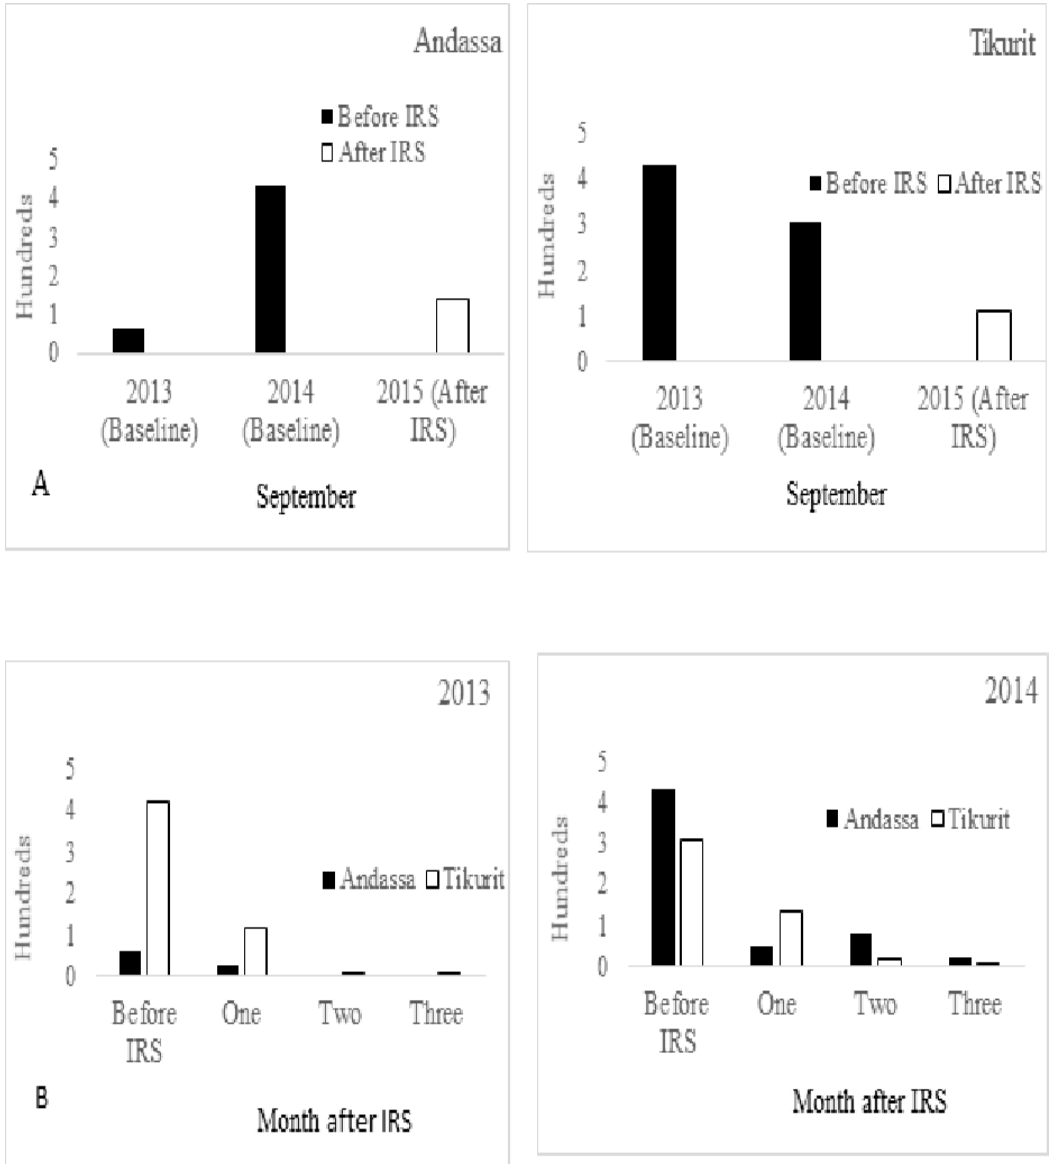 Andassa
Before IRS
After IRS
Hundreds
5
4
3
2
1
0
2013 (Baseline)
2014 (Baseline)
2015 (After IRS)
A
September
Tikurit
Before IRS After IRS
Hundreds
5
4
3
2
1
0
2013 (Baseline)
2014 (Baseline)
2015 (After IRS)
September
2013
Hundreds
5
4
3
2
1
0
Andassa Tikurit
Before IRS
One
Two
Three
B
Month after IRS
2014
Hundreds
5
4
3
2
1
0
Andassa Tikurit
Before IRS
One
Two
Three
Month after IRS